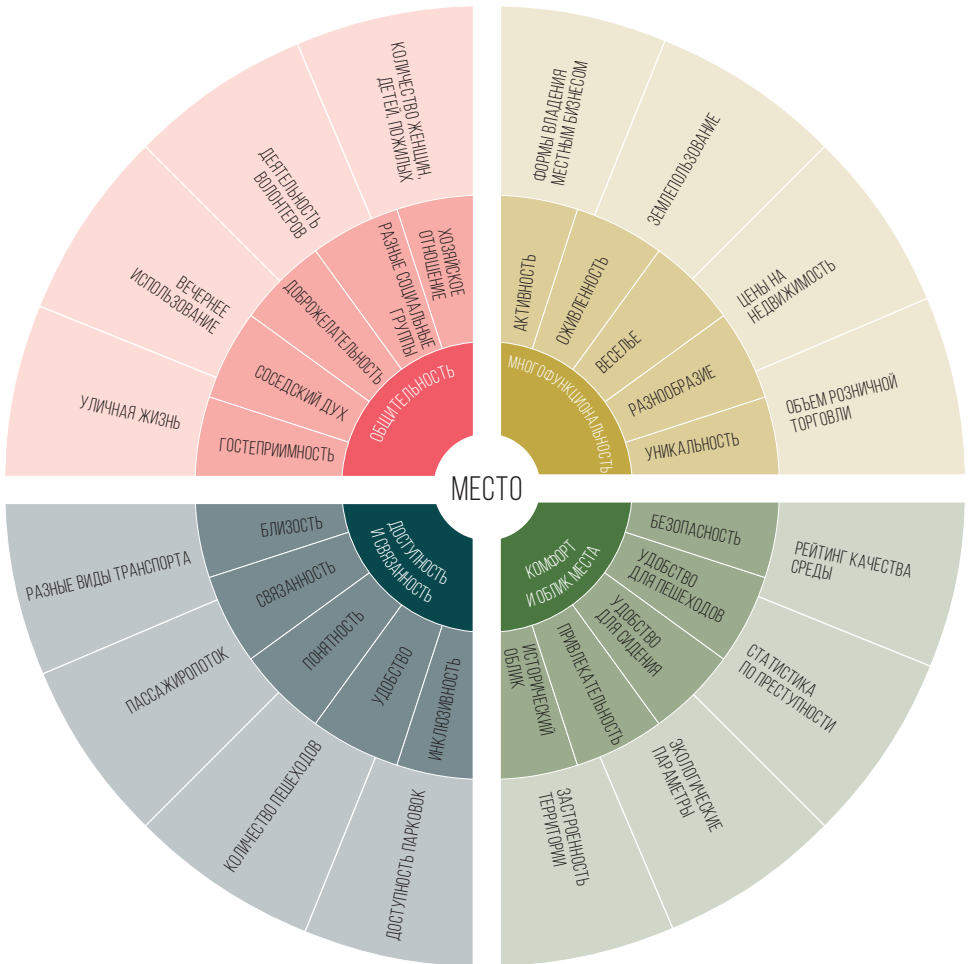 КОЛИЧЕСТВО ЖЕНЩИН,
ДЕТЕЙ, ПОЖИЛЫХ
ДЕЯТЕЛЬНОСТЬ
ВОЛОНТЕРОВ
ВЕЧЕРНЕЕ
ИСПОЛЬЗОВАНИЕ
УЛИЧНАЯ ЖИЗНЬ
ХОЗЯЙСКОЕ
ОТНОШЕНИЕ
РАЗНЫЕ СОЦИАЛЬНЫЕ
ГРУППЫ
ДОБРОЖЕЛАТЕЛЬНОСТЬ
СОСЕДСКИЙ ДУХ
ГОСТЕПРИИМНОСТЬ
ОБЩИТЕЛЬНОСТЬ
ФОРМЫ ВЛАДЕНИЯ
МЕСТНЫМ БИЗНЕСОМ
ЗЕМЛЕПОЛЬЗОВАНИЕ
ЦЕНЫ НА
НЕДВИЖИМОСТЬ
ОБЪЕМ РОЗНИЧНОЙ
ТОРГОВЛИ
АКТИВНОСТЬ
ОЖИВЛЕННОСТЬ
ВЕСЕЛЬЕ
РАЗНООБРАЗИЕ
УНИКАЛЬНОСТЬ
МНОГОФУНКЦИОНАЛЬНОСТЬ
МЕСТО
ДОСТУПНОСТЬ
И СВЯЗАННОСТЬ
БЛИЗОСТЬ
СВЯЗАННОСТЬ
ПОНЯТНОСТЬ
УДОБСТВО
ИНКЛЮЗИВНОСТЬ
РАЗНЫЕ ВИДЫ ТРАНСПОРТА
ПАССАЖИРОПОТОК
КОЛИЧЕСТВО ПЕШЕХОДОВ
ДОСТУПНОСТЬ ПАРКОВОК
КОМФОРТ
И ОБЛИК МЕСТА
БЕЗОПАСНОСТЬ
УДОБСТВО
ДЛЯ ПЕШЕХОДОВ
УДОБСТВО
ДЛЯ СИДЕНИЯ
ПРИВЛЕКАТЕЛЬНОСТЬ
ИСТОРИЧЕСКИЙ
ОБЛИК
РЕЙТИНГ КАЧЕСТВА
СРЕДЫ
СТАТИСТИКА
ПО ПРЕСТУПНОСТИ
ЭКОЛОГИЧЕСКИЕ
ПАРАМЕТРЫ
ЗАСТРОЕННОСТЬ
ТЕРРИТОРИИ